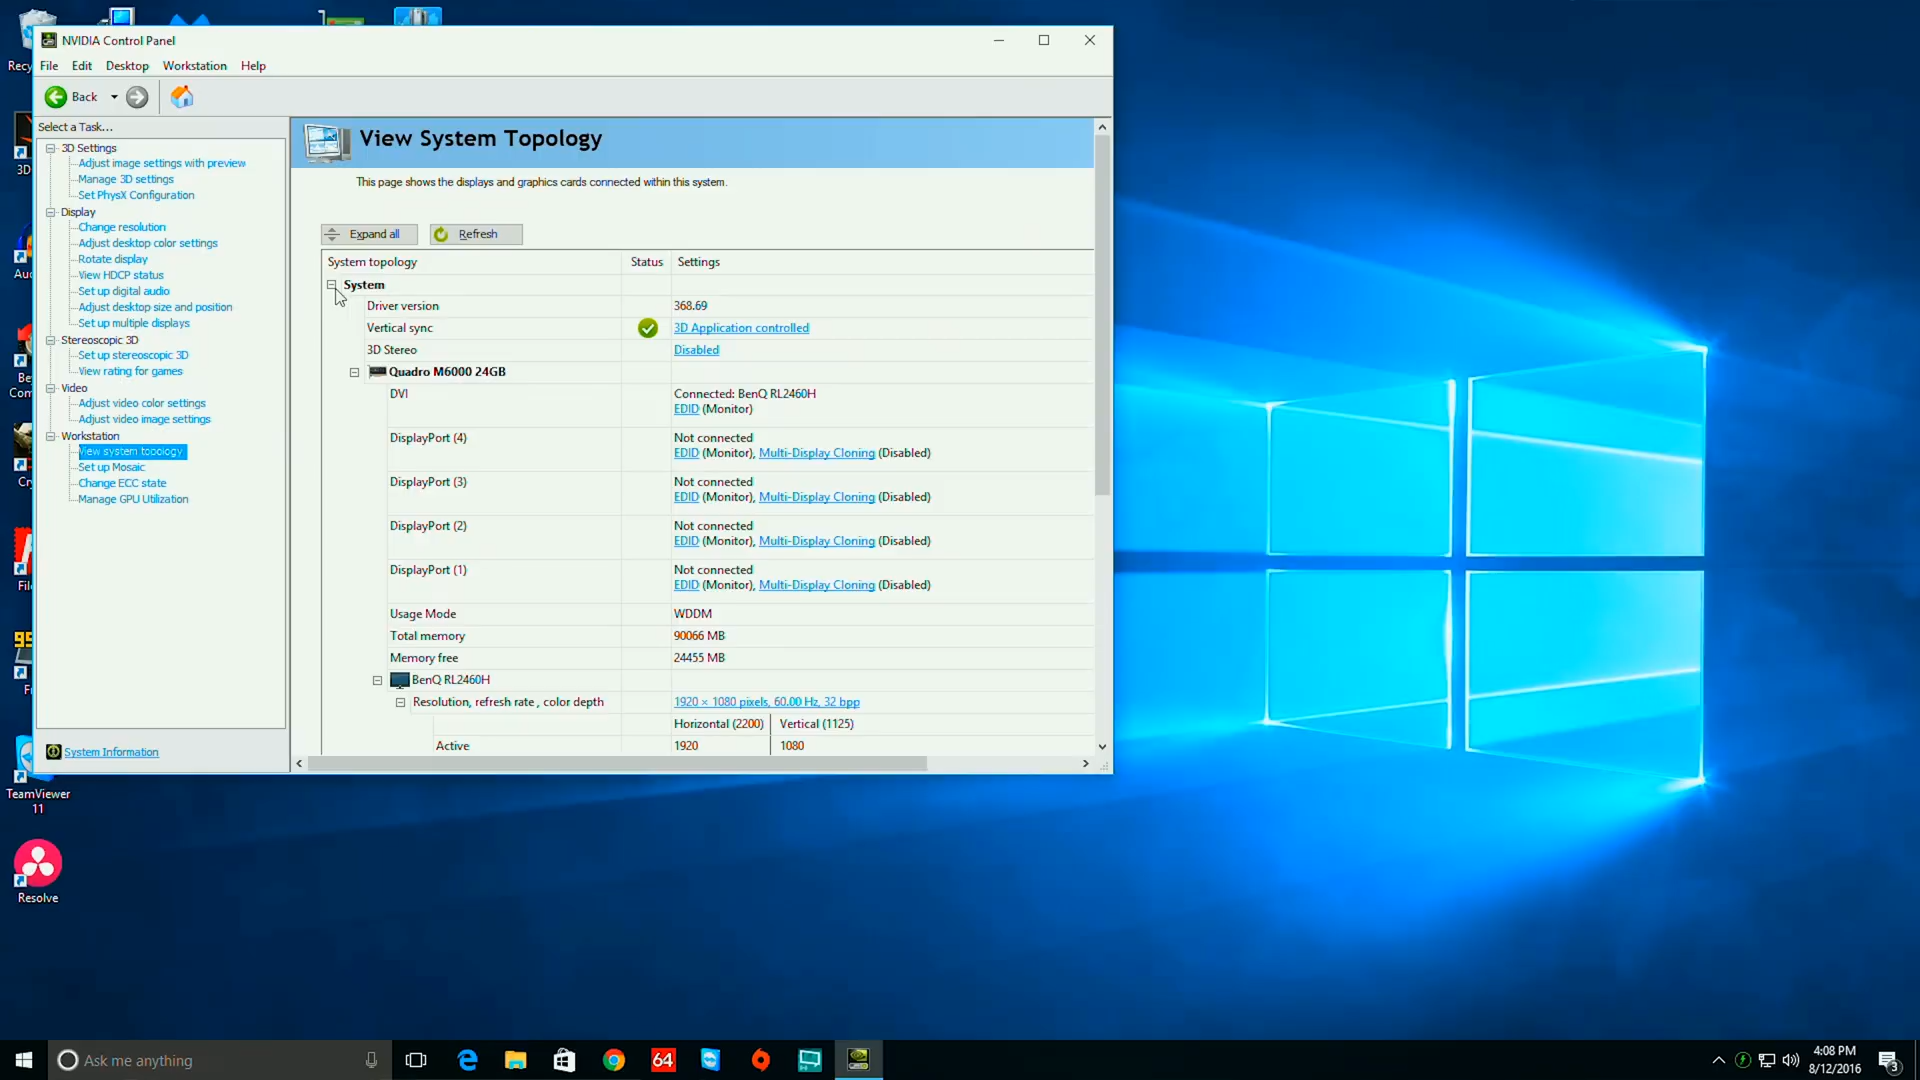 NVIDIA Control Panel
File Edit Desktop Workstation Help
Back
Select a Task...
3D Settings
Adjust image settings with preview
Manage 3D settings
Set PhysX Configuration
Display
Change resolution
Adjust desktop color settings
Rotate display
View HDCP status
Set up digital audio
Adjust desktop size and position
Set up multiple displays
Stereoscopic 3D
Set up stereoscopic 3D
View rating for games
Video
Adjust video color settings
Adjust video image settings
Workstation
View system topology
Set up Mosaic
Change ECC state
Manage GPU Utilization
System Information
View System Topology
This page shows the displays and graphics cards connected within this system.
Expand all Refresh
System topology Status Settings
System
Driver version 368.69
Vertical sync 3D Application controlled
3D Stereo Disabled
Quadro M6000 24GB
DVI Connected: BenQ RL2460H
EDID (Monitor)
DisplayPort (4) Not connected
EDID (Monitor), Multi-Display Cloning (Disabled)
DisplayPort (3) Not connected
EDID (Monitor), Multi-Display Cloning (Disabled)
DisplayPort (2) Not connected
EDID (Monitor), Multi-Display Cloning (Disabled)
DisplayPort (1) Not connected
EDID (Monitor), Multi-Display Cloning (Disabled)
Usage Mode WDDM
Total memory 90066 MB
Memory free 24455 MB
BenQ RL2460H
Resolution, refresh rate , color depth 1920 × 1080 pixels, 60.00 Hz, 32 bpp
Horizontal (2200) Vertical (1125)
Active 1920 1080
Recy
3D
Au
Be
Com
Cry
Fil
Fr
TeamViewer
11
Resolve
Ask me anything
64
4:08 PM
8/12/2016
3